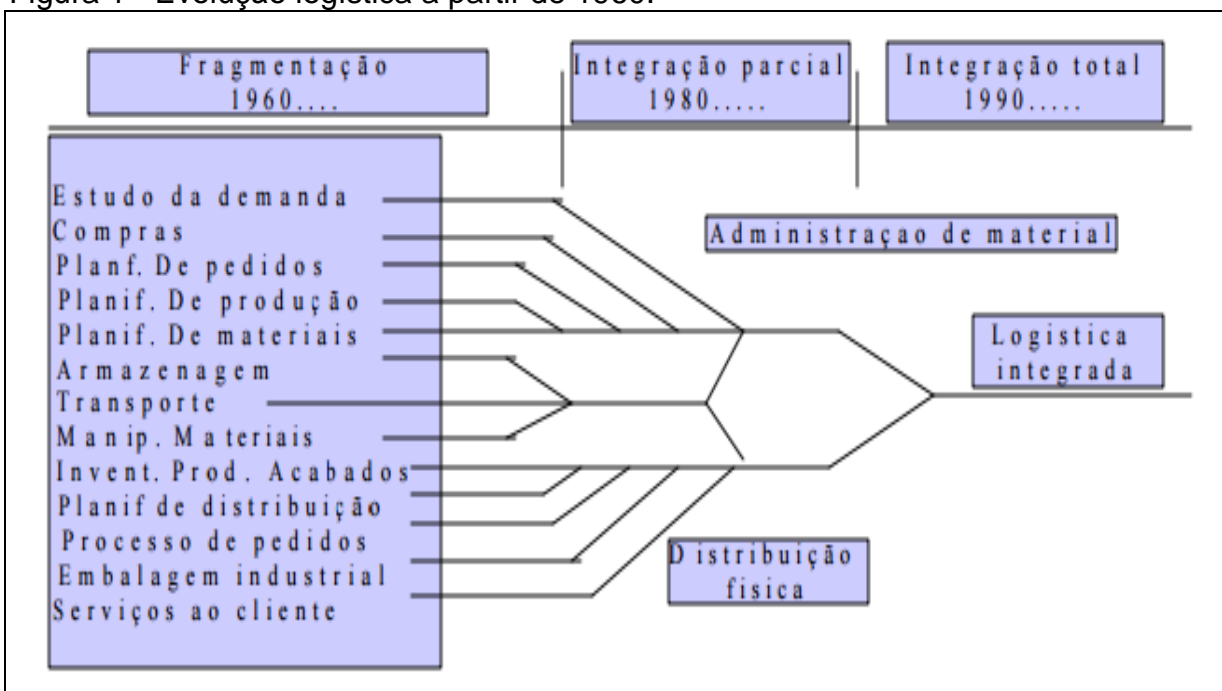 Figura 1 - Evolução logística a partir de 1960.
Fragmentação
1960....
Integração parcial
1980.....
Integração total
1990.....
Estudo da demanda
Compras
Planf. De pedidos
Planif. De produção
Planif. De materiais
Armazenagem
Transporte
Manip. Materiais
Invent. Prod. Acabados
Planif de distribuição
Processo de pedidos
Embalagem industrial
Serviços ao cliente
Administraçao de material
Logistica
integrada
Distribuição
fisica